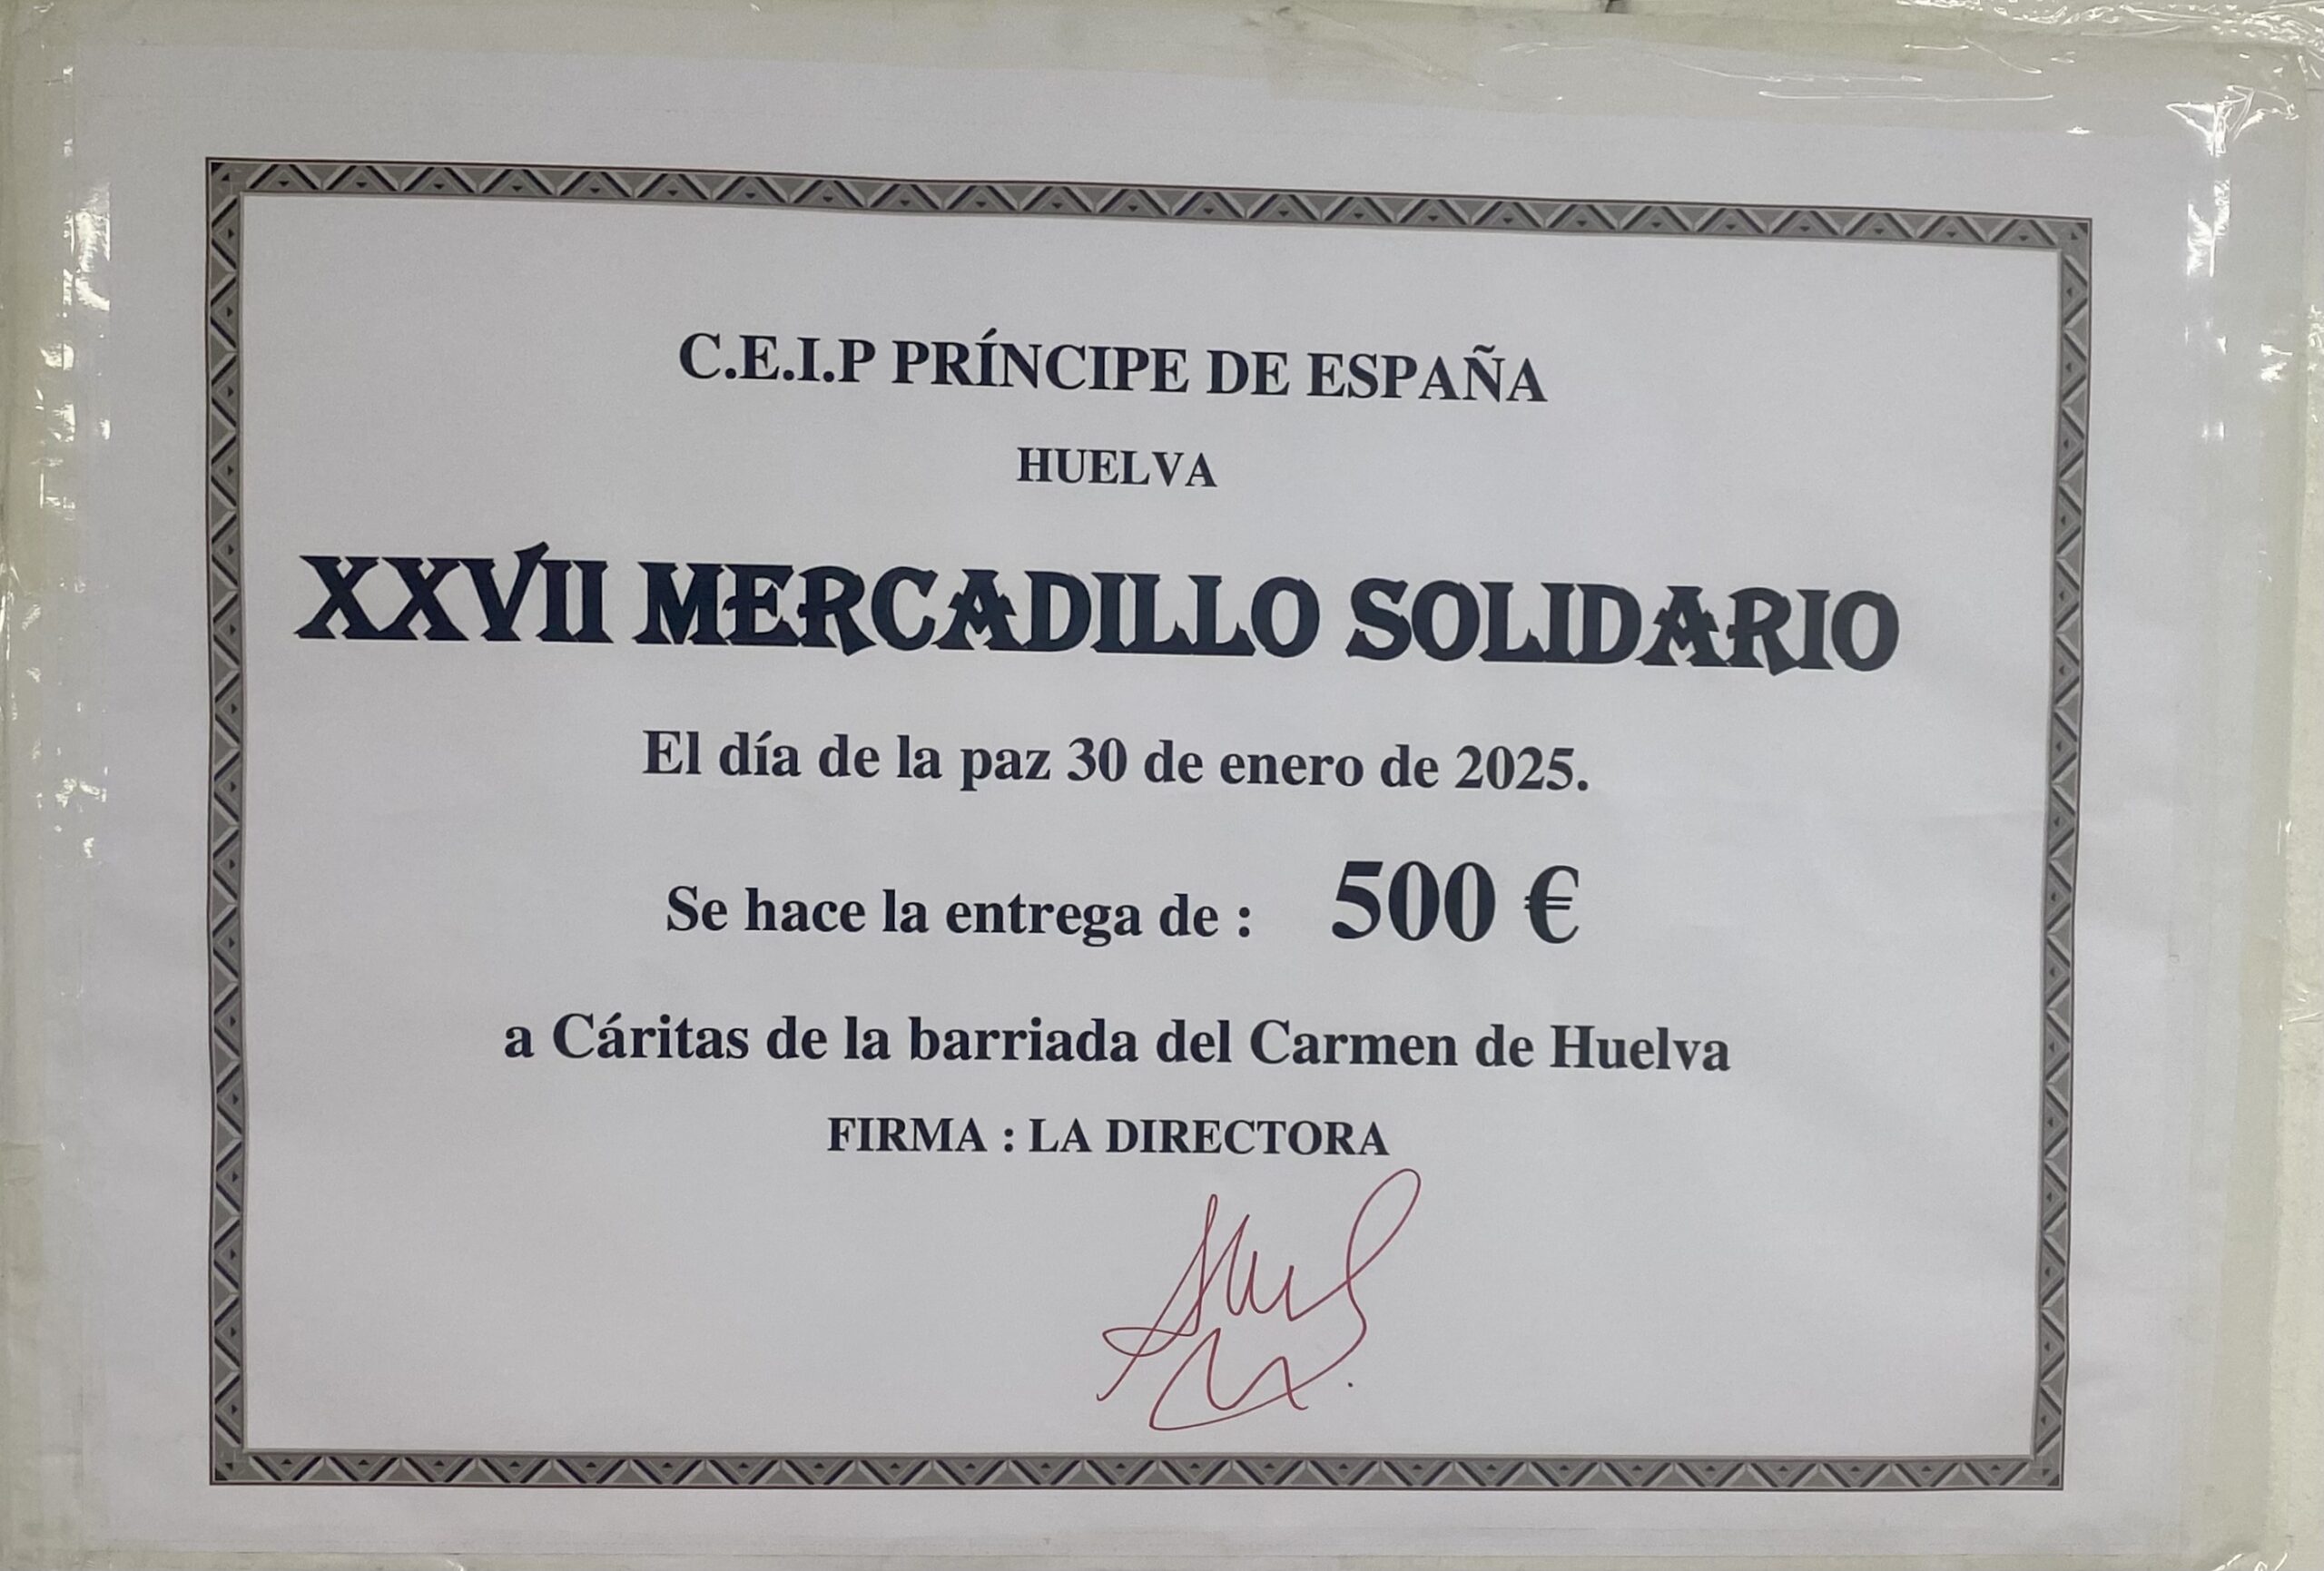 C.E.I.P PRÍNCIPE DE ESPAÑA
HUELVA
XXVII MERCADILLO SOLIDARIO
El día de la paz 30 de enero de 2025.
Se hace la entrega de : 500 €
a Cáritas de la barriada del Carmen de Huelva
FIRMA : LA DIRECTORA